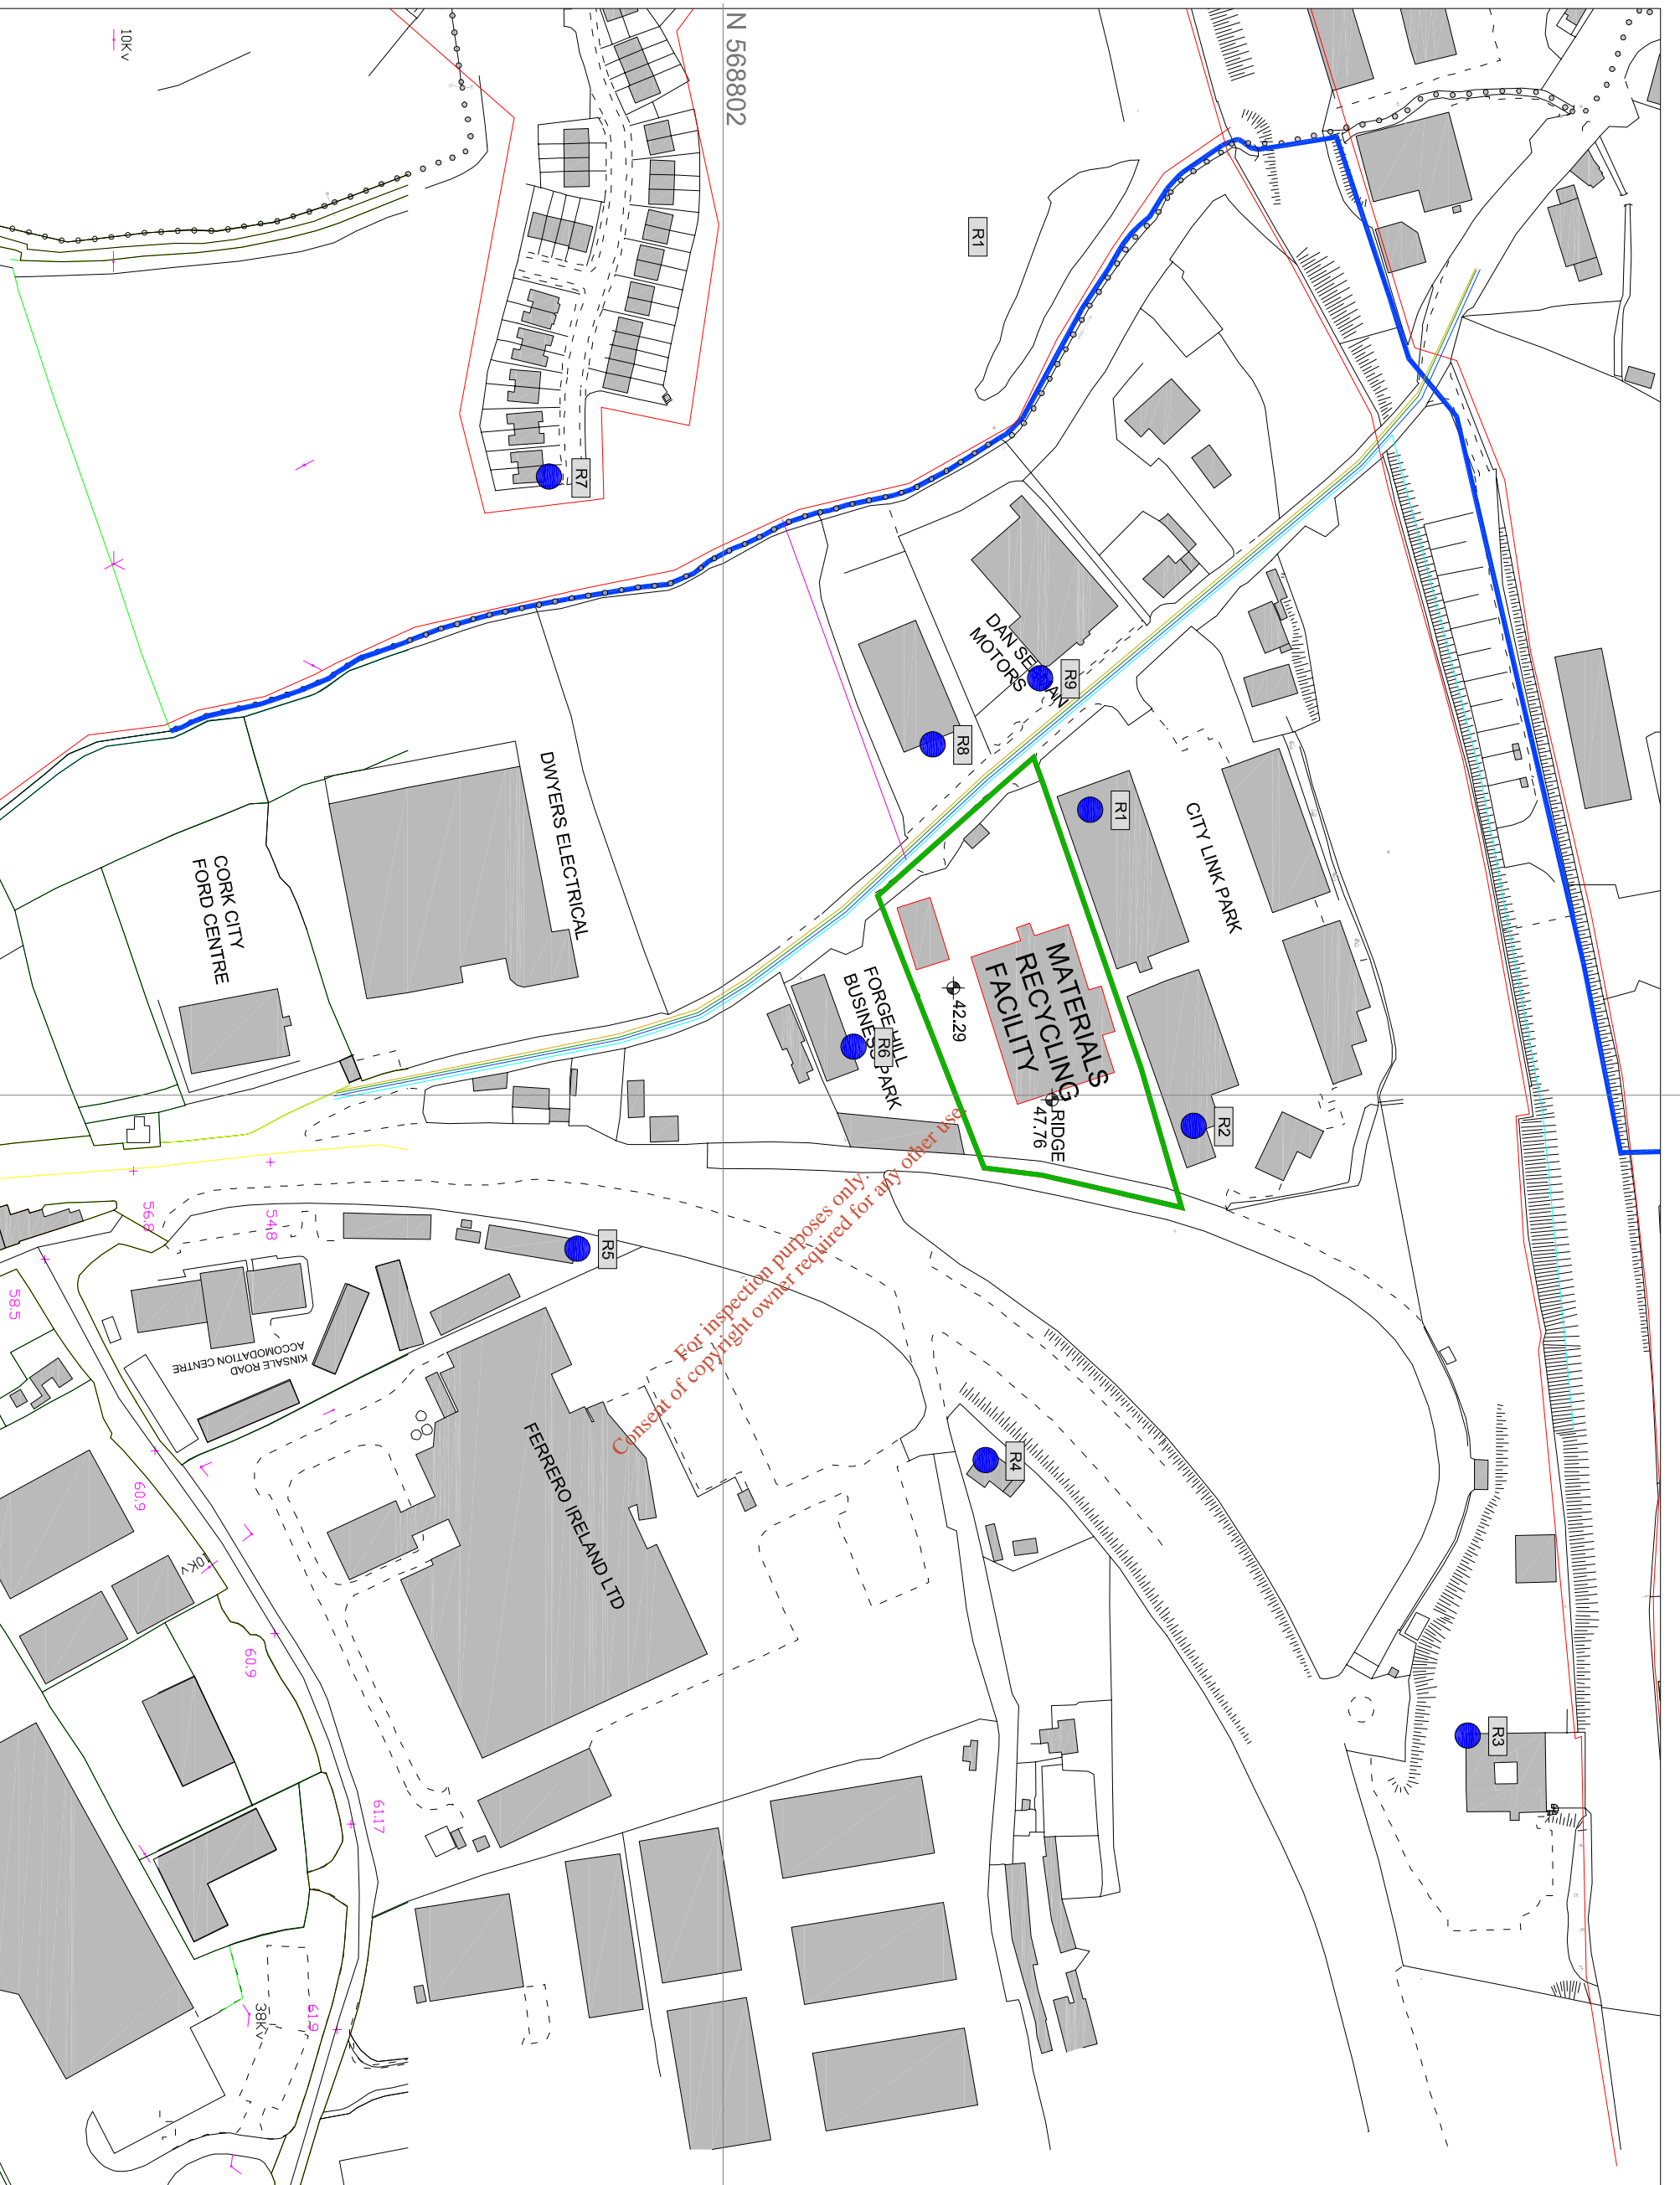 10Kv
N 568802
R1
R7
DAN SEHAN
MOTORS
R9
R8
R1
CITY LINK PARK
DWYERS ELECTRICAL
CORK CITY
FORD CENTRE
MATERIALS
RECYCLING
FACILITY
42.29
FORGE HILL
BUSINESS PARK
R6
RIDGE
47.76
R2
For inspection purposes only.
Consent of copyright owner required for any other use.
56.8
54.8
58.5
R5
KINSALE ROAD
ACCOMODATION CENTRE
R4
FERRERO IRELAND LTD
60.9
10Kv
60.9
R3
61.17
38Kv
61.9